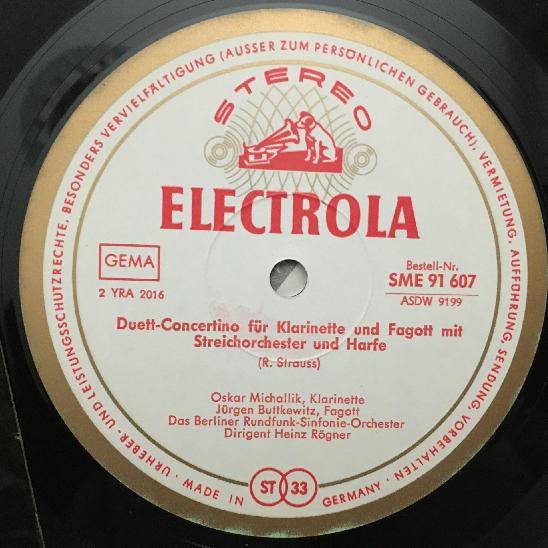 URHEBER- UND LEISTUNGSSCHUTZRECHTE, BESONDERS VERVIELFÄLTIGUNG (AUSSER ZUM PERSÖNLICHEN GEBRAUCH), VERMIETUNG, AUFFÜHRUNG, SENDUNG, VORBEHALTEN ·
STEREO
ELECTROLA
GEMA
2 YRA 2016
Bestell-Nr.
SME 91 607
ASDW 9199
Duett-Concertino für Klarinette und Fagott mit
Streichorchester und Harfe
(R. Strauss)
Oskar Michallik, Klarinette
Jürgen Buttkewitz, Fagott
Das Berliner Rundfunk-Sinfonie-Orchester
Dirigent Heinz Rögner
· MADE IN GERMANY ·
ST 33